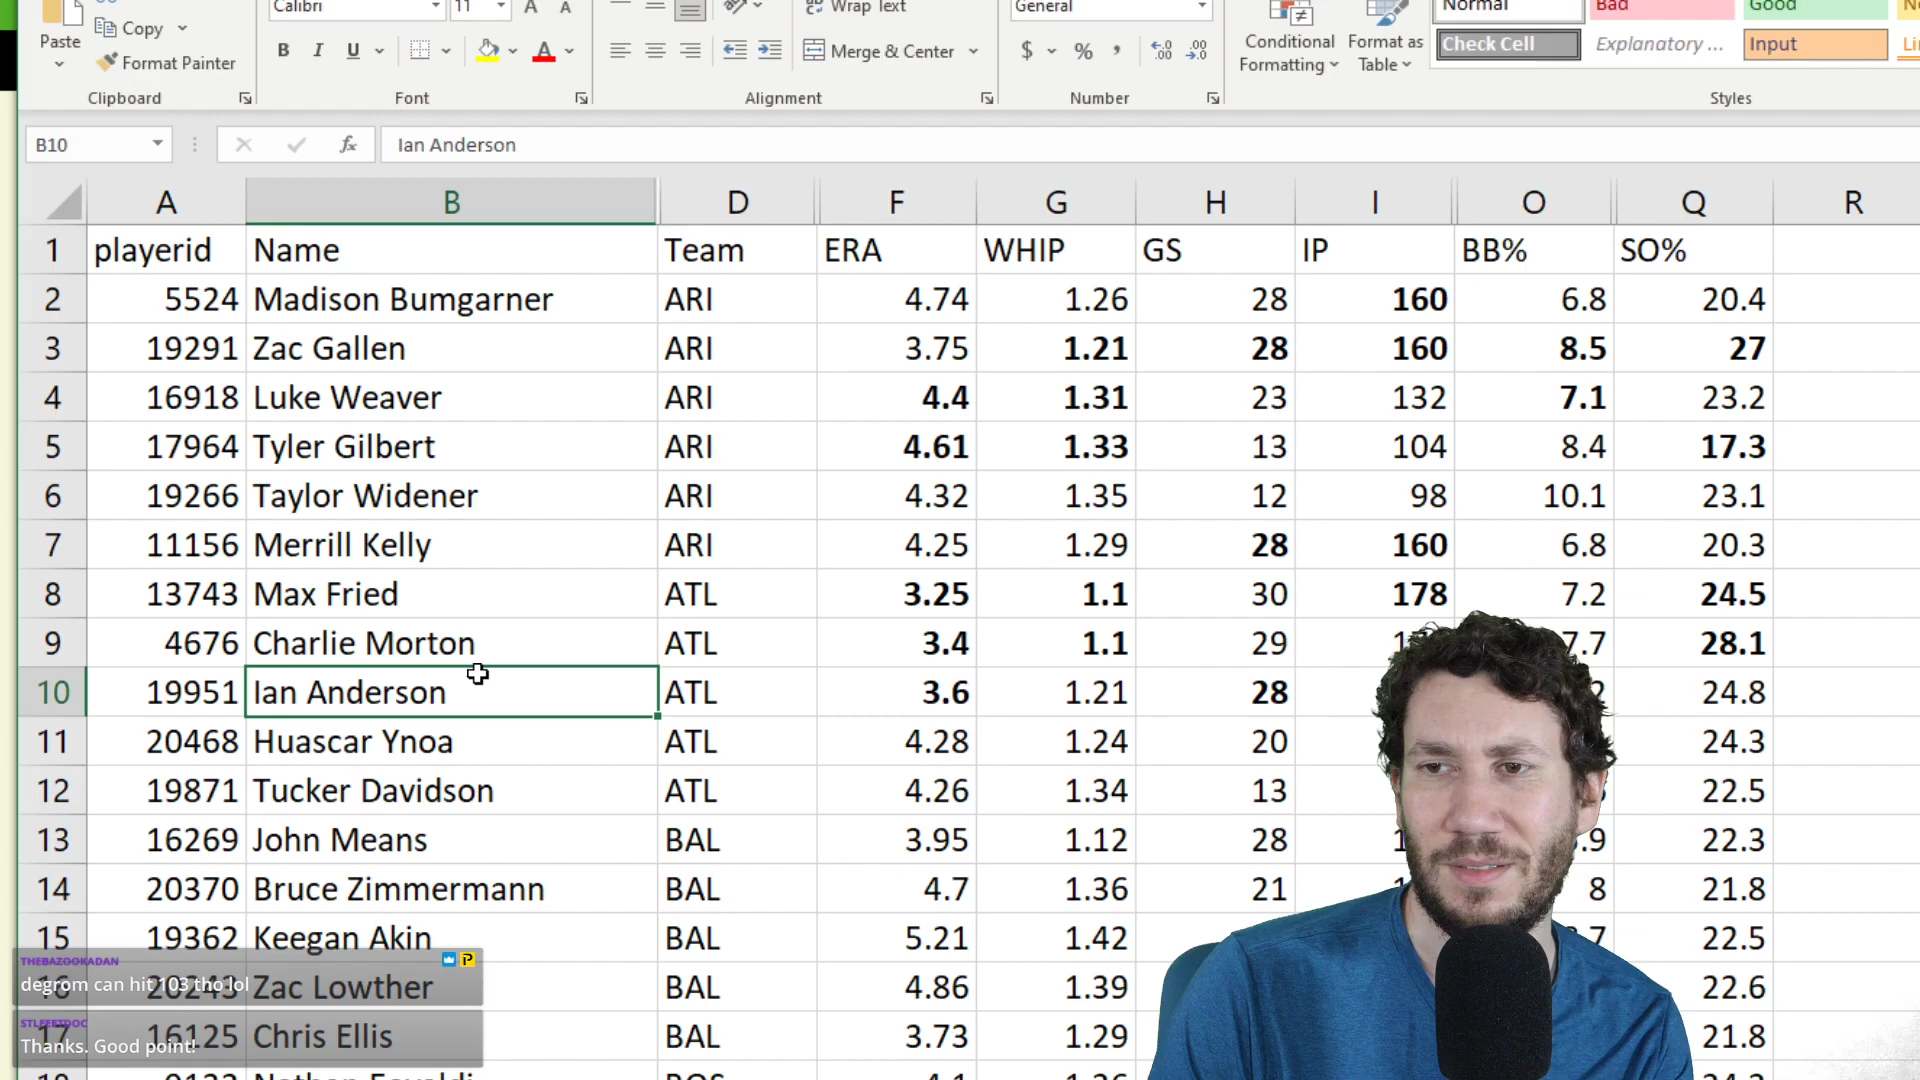 Calibri 11 A A Wrap Text General Normal Bad Good
Paste Copy B I U A Merge & Center $ % Conditional Formatting Format as Table Check Cell Explanatory ... Input
Format Painter
Clipboard Font Alignment Number Styles
B10 fx Ian Anderson
A B D F G H I O Q R
1 playerid Name Team ERA WHIP GS IP BB% SO%
2 5524 Madison Bumgarner ARI 4.74 1.26 28 160 6.8 20.4
3 19291 Zac Gallen ARI 3.75 1.21 28 160 8.5 27
4 16918 Luke Weaver ARI 4.4 1.31 23 132 7.1 23.2
5 17964 Tyler Gilbert ARI 4.61 1.33 13 104 8.4 17.3
6 19266 Taylor Widener ARI 4.32 1.35 12 98 10.1 23.1
7 11156 Merrill Kelly ARI 4.25 1.29 28 160 6.8 20.3
8 13743 Max Fried ATL 3.25 1.1 30 178 7.2 24.5
9 4676 Charlie Morton ATL 3.4 1.1 29 28.1
10 19951 Ian Anderson ATL 3.6 1.21 28 24.8
11 20468 Huascar Ynoa ATL 4.28 1.24 20 24.3
12 19871 Tucker Davidson ATL 4.26 1.34 13 22.5
13 16269 John Means BAL 3.95 1.12 28 22.3
14 20370 Bruce Zimmermann BAL 4.7 1.36 21 8 21.8
15 19362 Keegan Akin BAL 5.21 1.42 22.5
THEBAZOOKADAN
degrom can hit 103 tho lol
16 20243 Zac Lowther BAL 4.86 1.39 22.6
STLFEETDOC
Thanks. Good point!
17 16125 Chris Ellis BAL 3.73 1.29 21.8